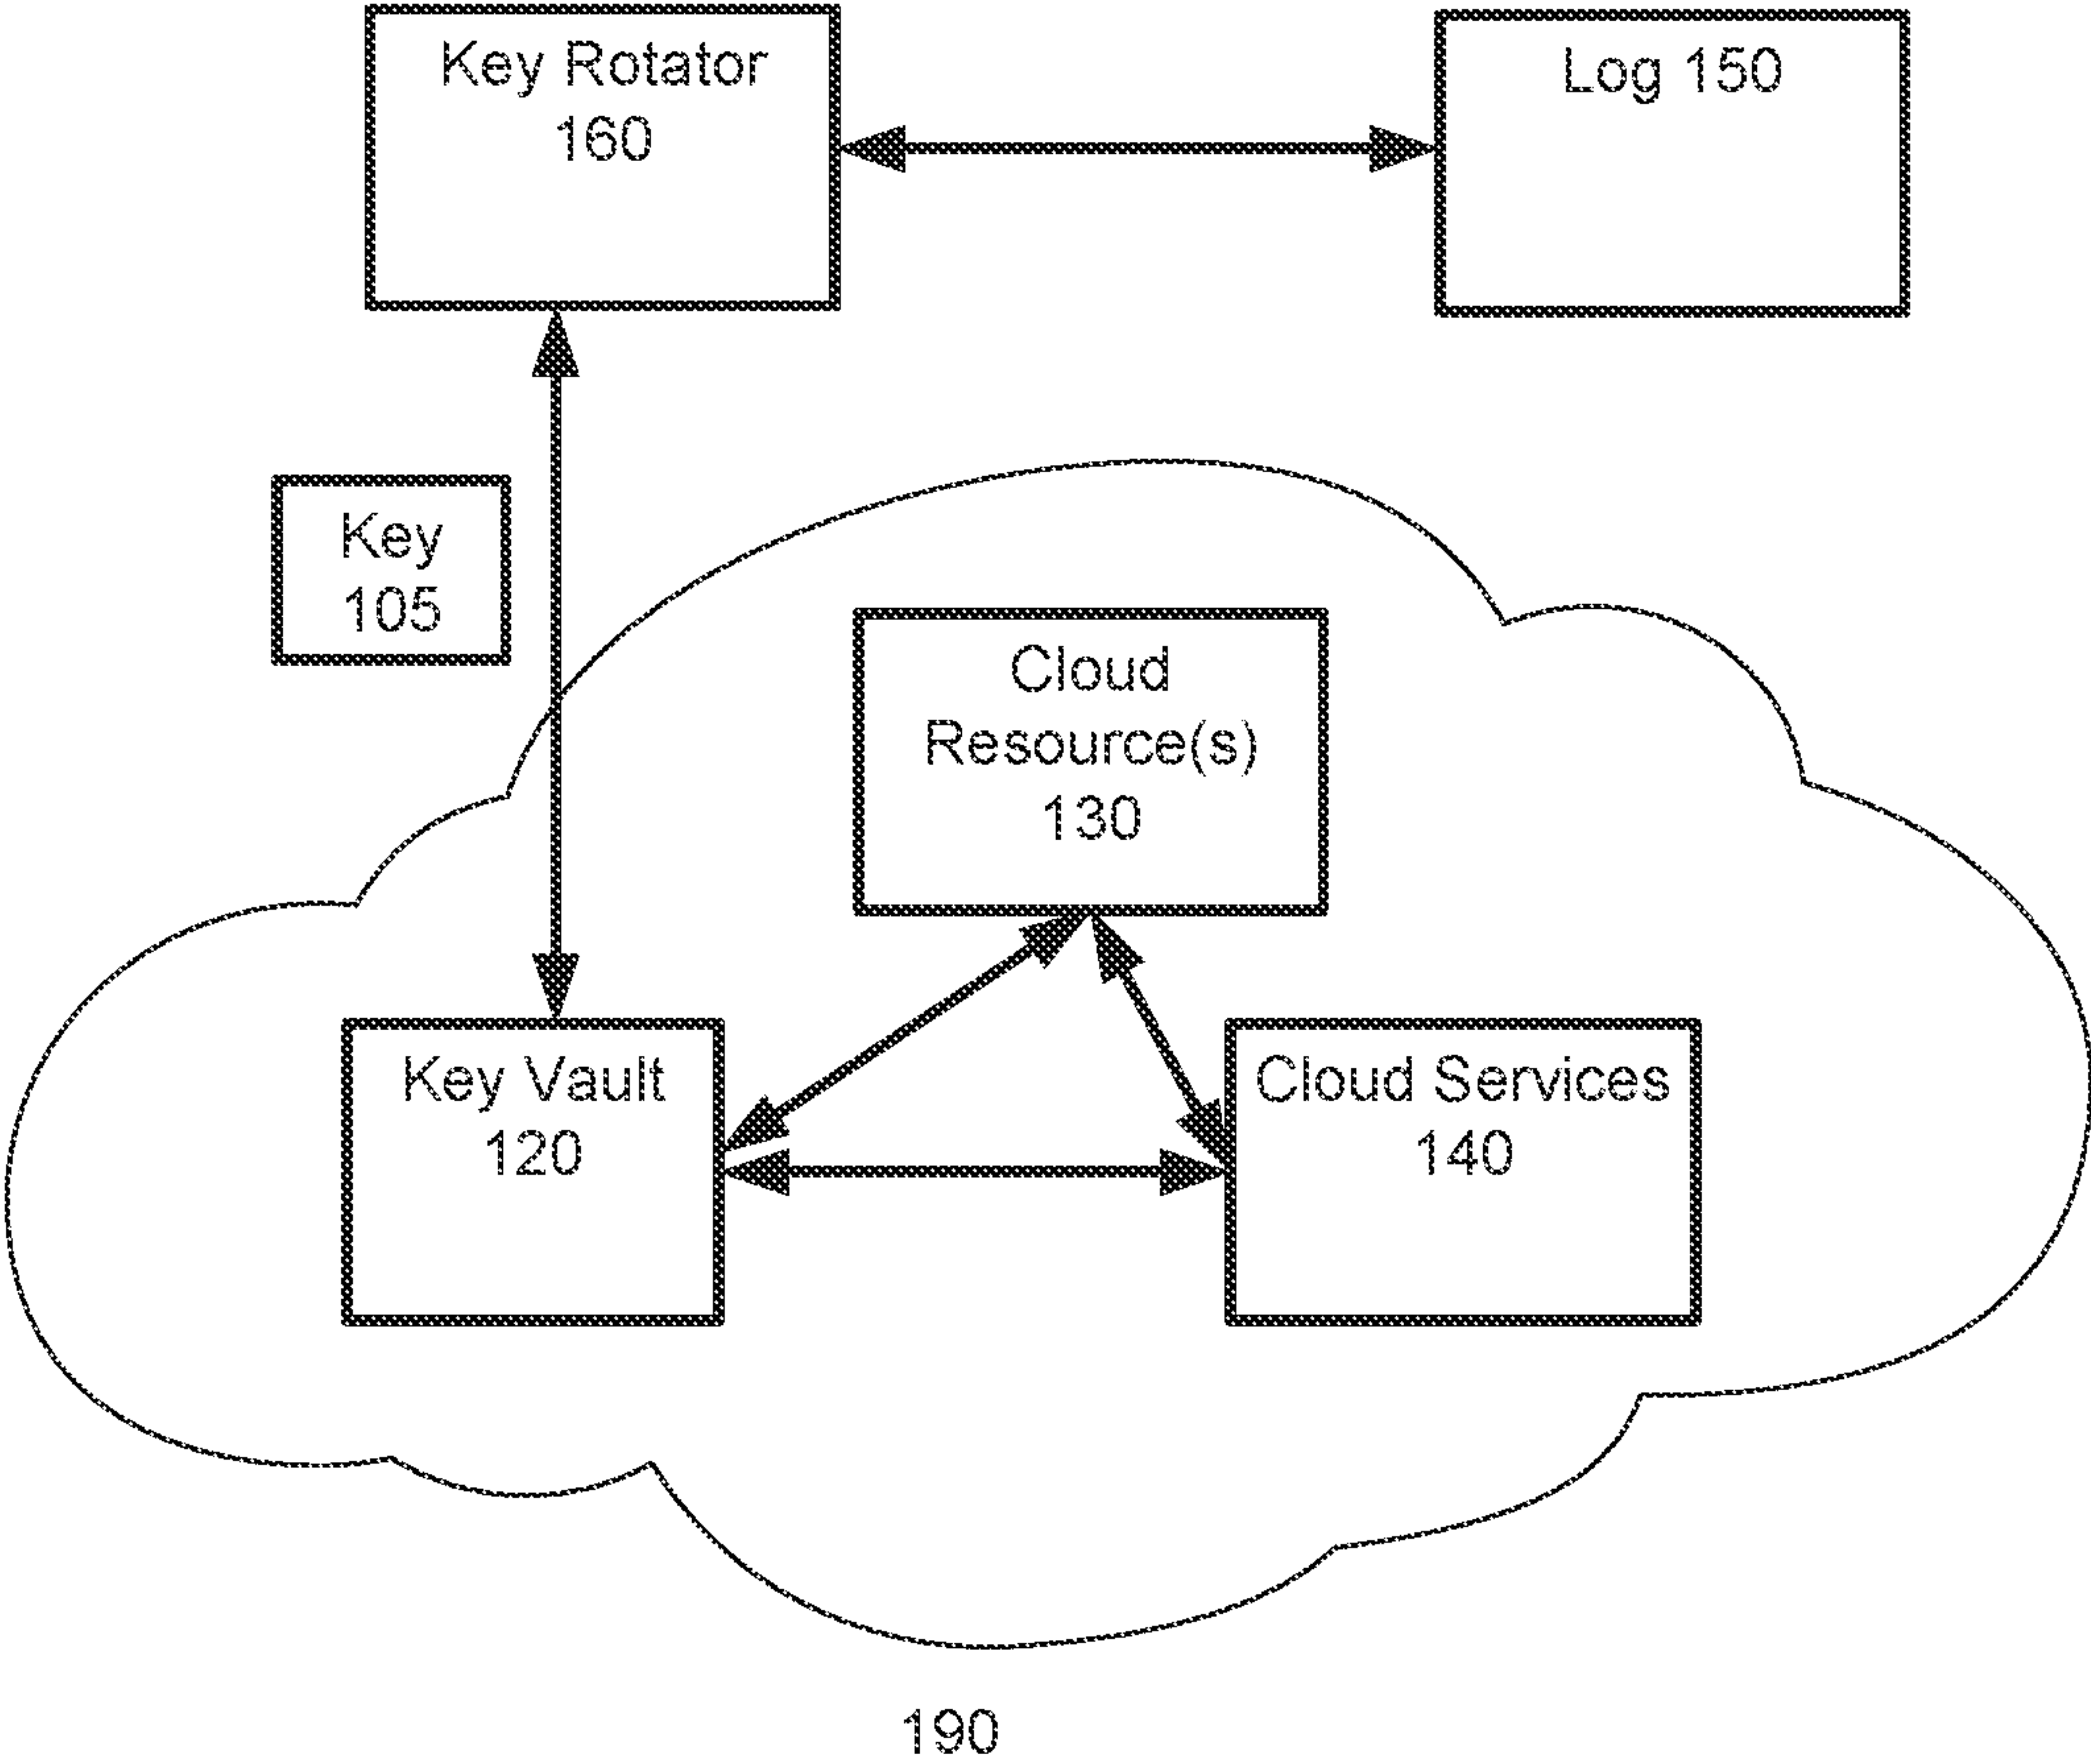 Key Rotator
160
Log 150
Key
105
Cloud
Resource(s)
130
Key Vault
120
Cloud Services
140
190